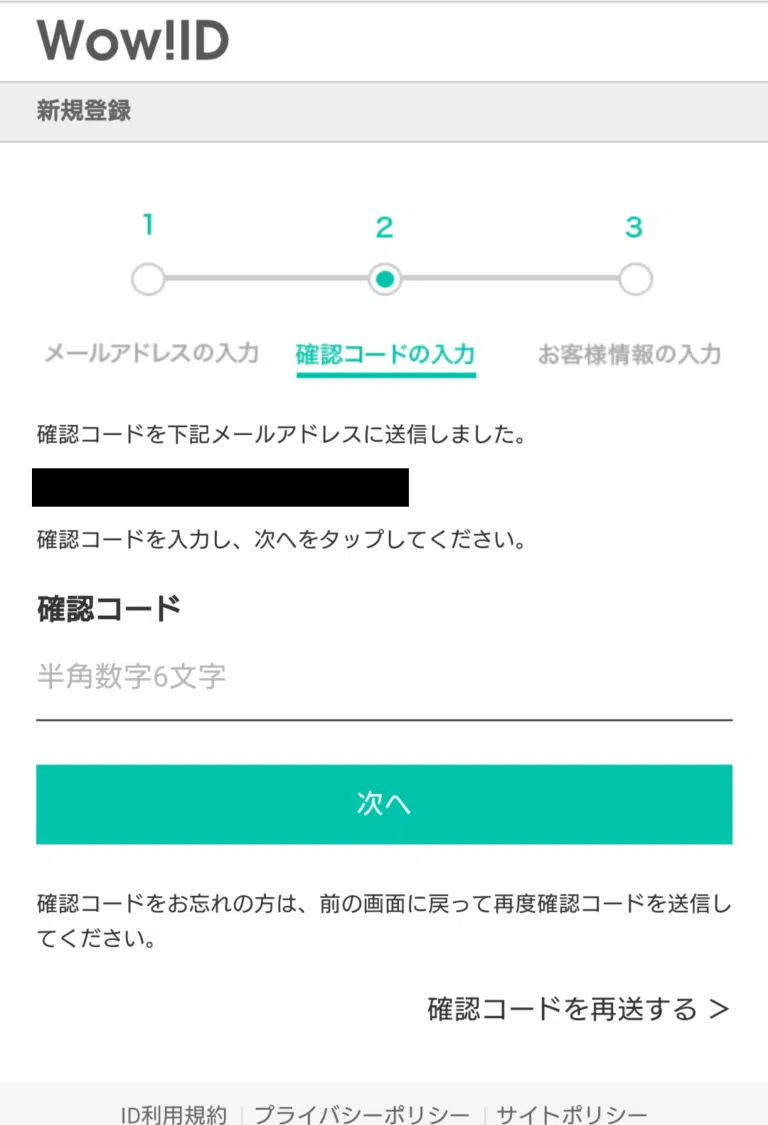 Wow!ID
新規登録
1
2
3
メールアドレスの入力
確認コードの入力
お客様情報の入力
確認コードを下記メールアドレスに送信しました。
確認コードを入力し、次へをタップしてください。
確認コード
半角数字6文字
次へ
確認コードをお忘れの方は、前の画面に戻って再度確認コードを送信し
てください。
確認コードを再送する >
ID利用規約 | プライバシーポリシー | サイトポリシー